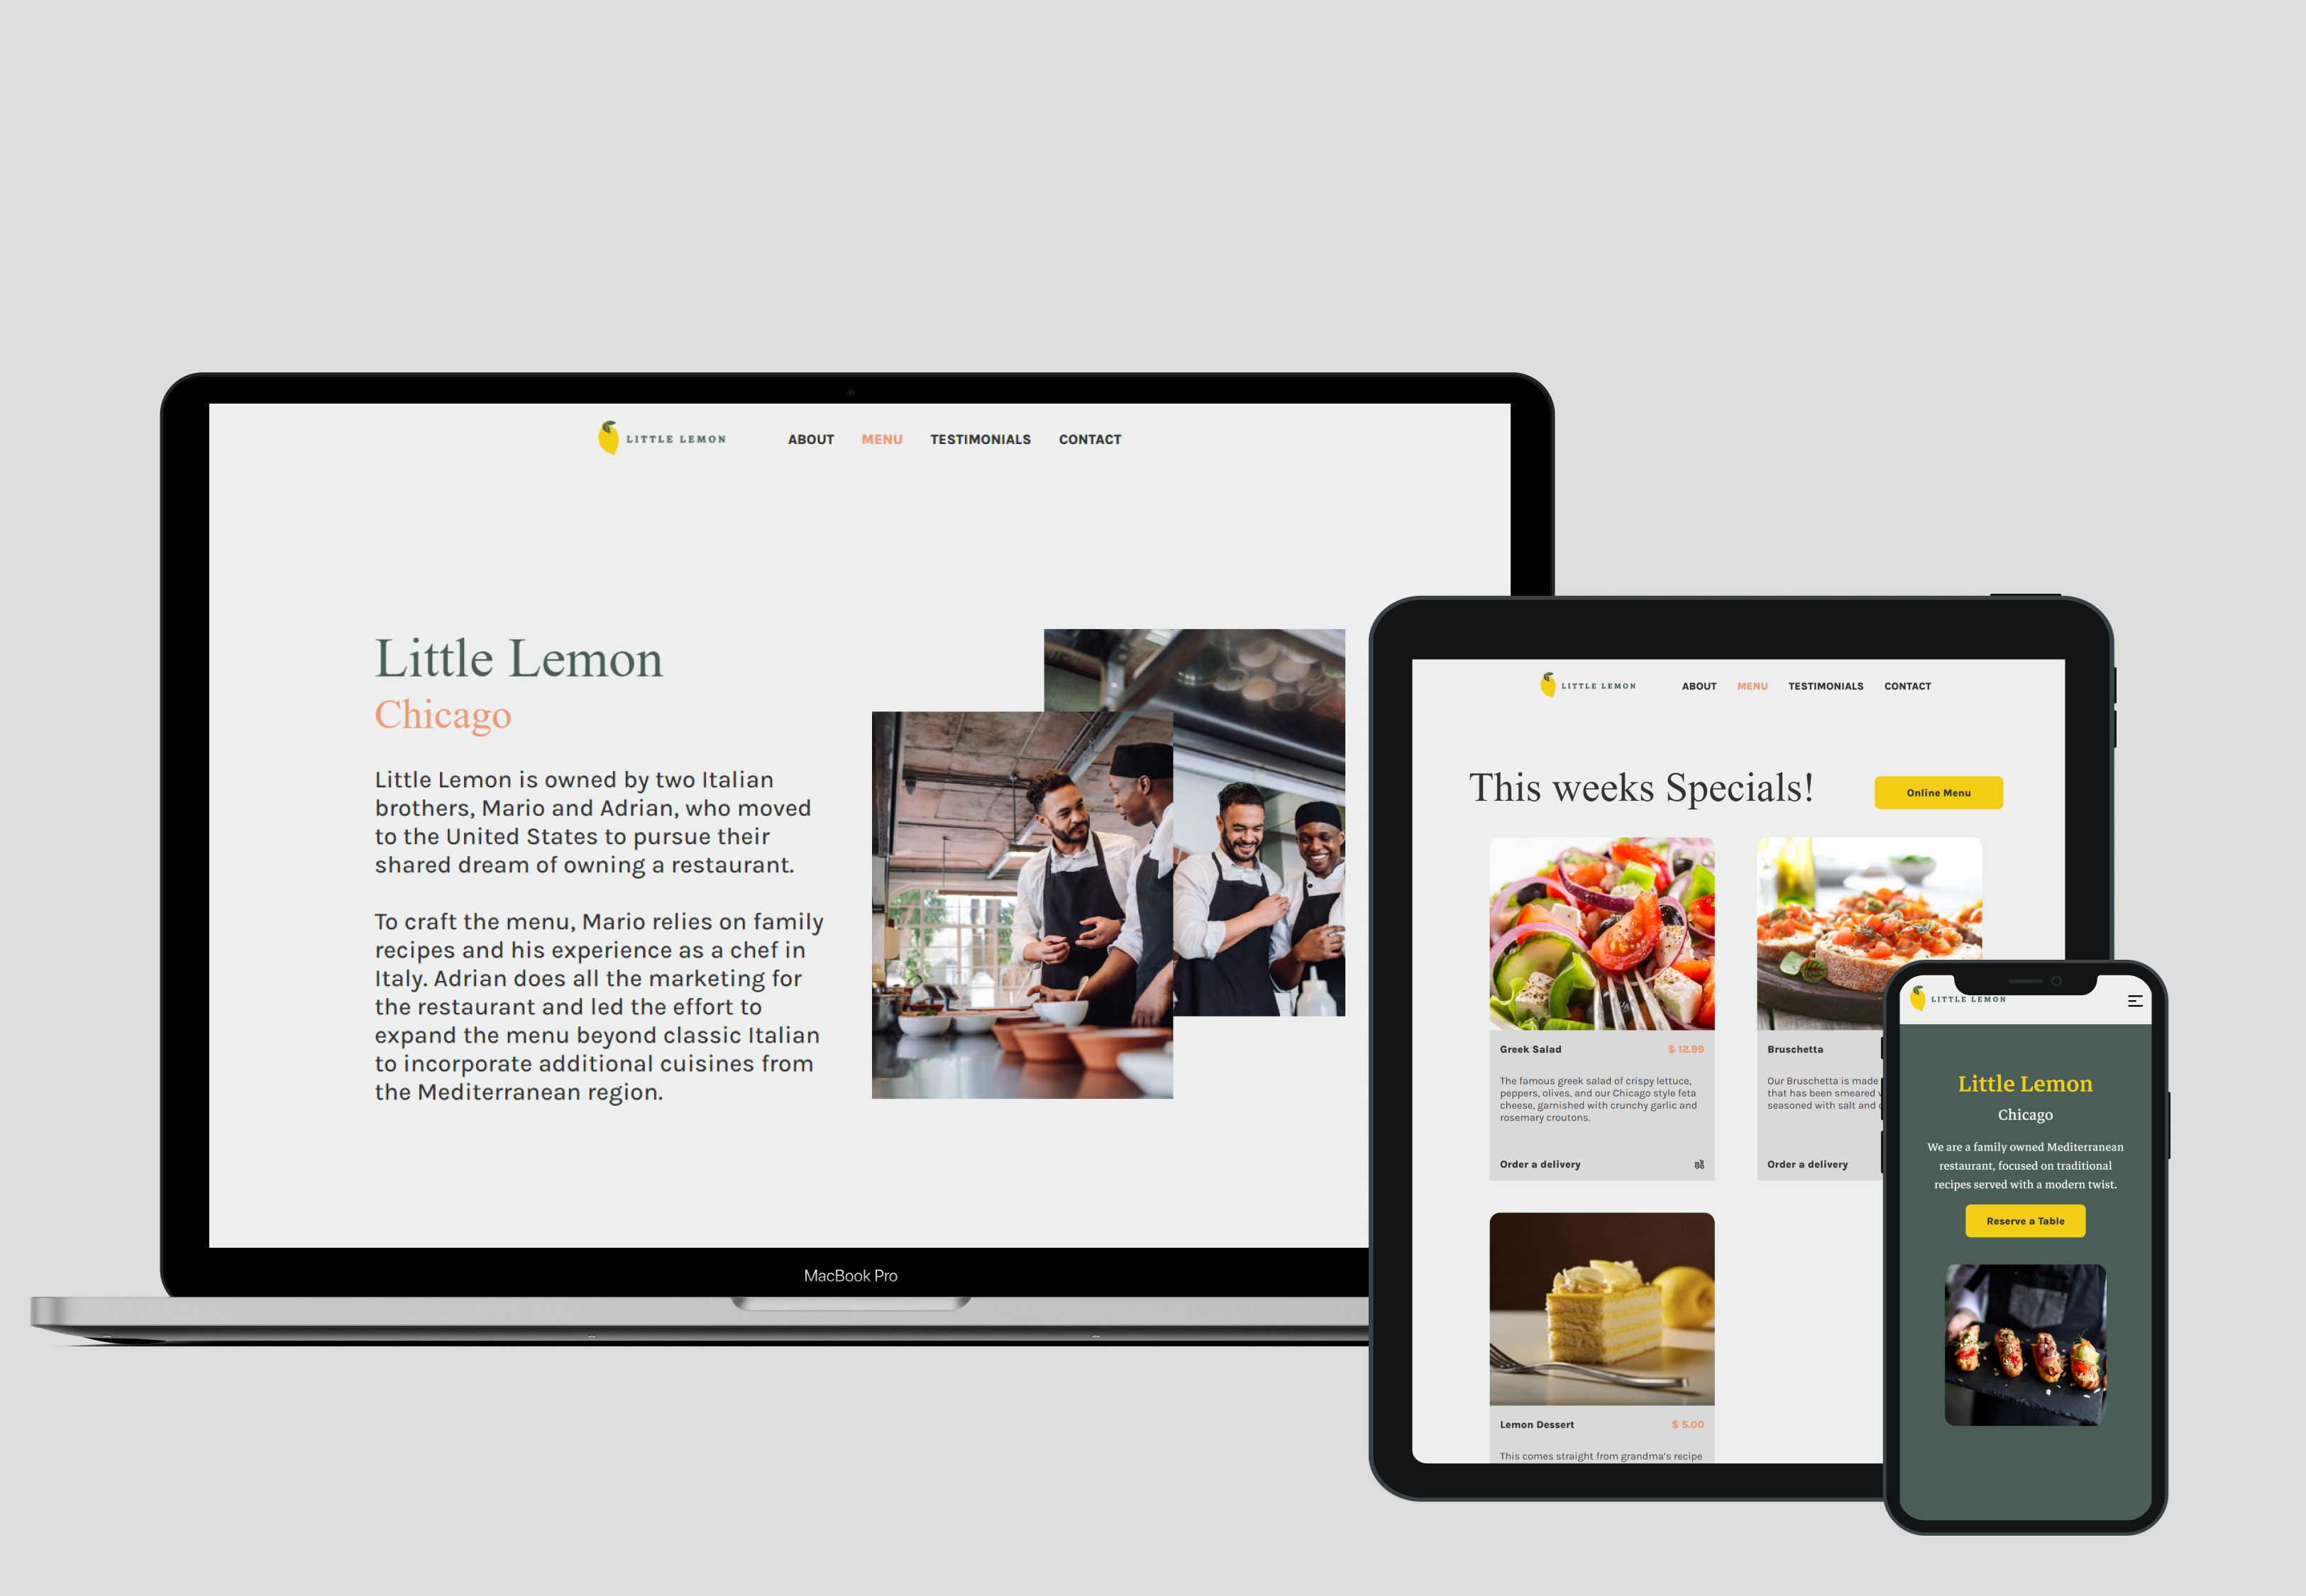 LITTLE LEMON
ABOUT MENU TESTIMONIALS CONTACT
Little Lemon
Chicago
Little Lemon is owned by two Italian
brothers, Mario and Adrian, who moved
to the United States to pursue their
shared dream of owning a restaurant.
To craft the menu, Mario relies on family
recipes and his experience as a chef in
Italy. Adrian does all the marketing for
the restaurant and led the effort to
expand the menu beyond classic Italian
to incorporate additional cuisines from
the Mediterranean region.
MacBook Pro
LITTLE LEMON
ABOUT MENU TESTIMONIALS CONTACT
This weeks Specials!
Online Menu
Greek Salad $ 12.99
The famous greek salad of crispy lettuce,
peppers, olives, and our Chicago style feta
cheese, garnished with crunchy garlic and
rosemary croutons.
Order a delivery
Bruschetta
Our Bruschetta is made
that has been smeared
seasoned with salt and
Order a delivery
Lemon Dessert $ 5.00
This comes straight from grandma's recipe
LITTLE LEMON
Little Lemon
Chicago
We are a family owned Mediterranean
restaurant, focused on traditional
recipes served with a modern twist.
Reserve a Table